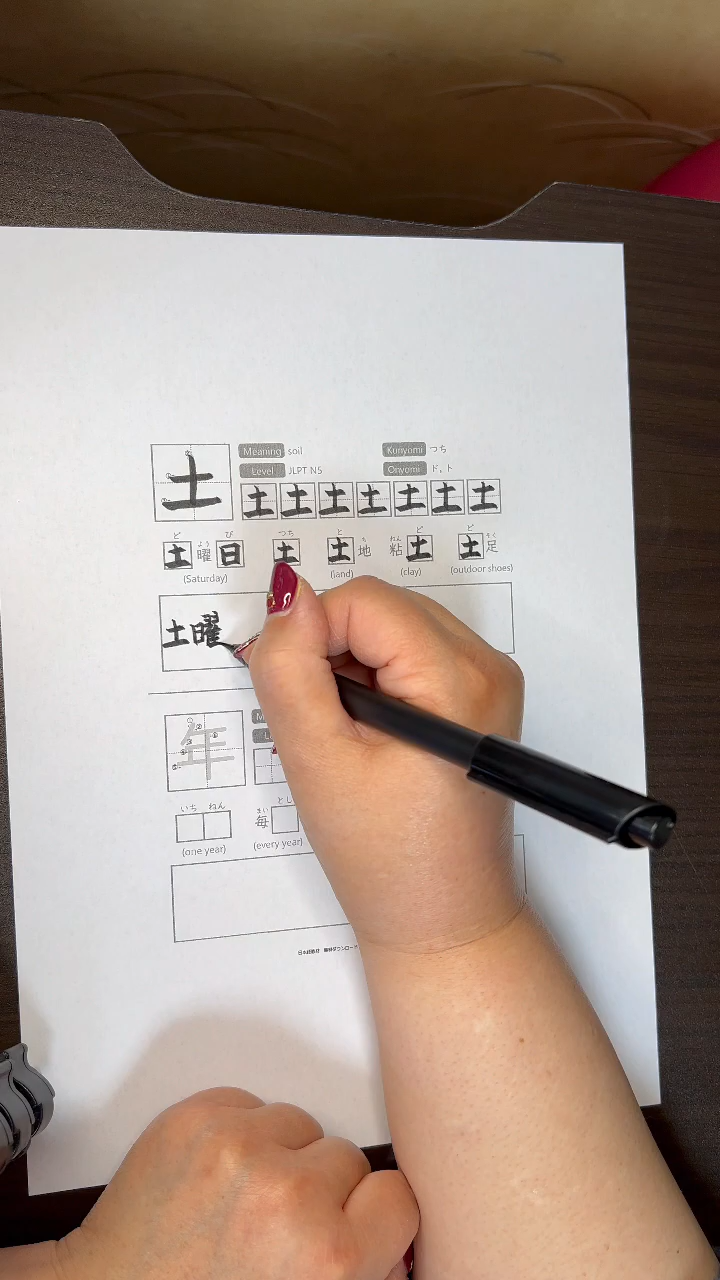 土 Meaning soil Kunyomi つち
Level JLPT N5 Onyomi ド, ト
土 土 土 土 土 土 土
ど よう び つち と ち ねん ど ど そく
土曜日 土 土地 粘土 土足
(Saturday) (land) (clay) (outdoor shoes)
土曜
年
いち ねん まい とし
毎
(one year) (every year)